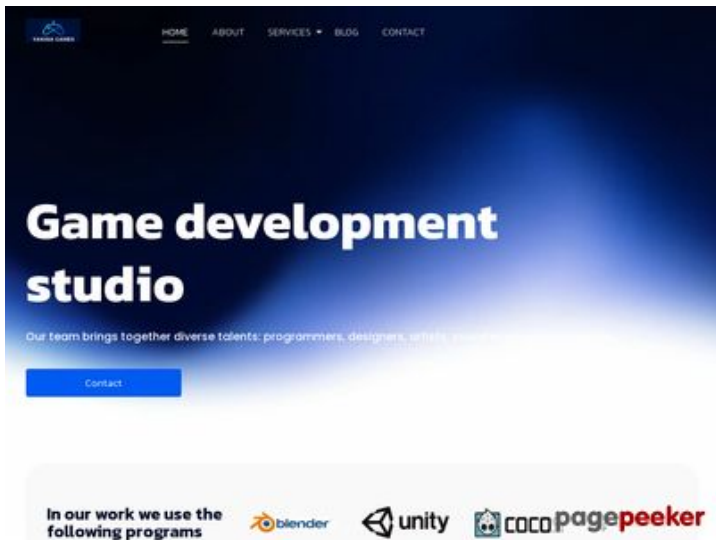 HOME ABOUT SERVICES BLOG CONTACT
Game development
studio
Our team brings together diverse talents: programmers, designers, artists,
Contact
In our work we use the
following programs
blender
unity
COCO
pagepeeker